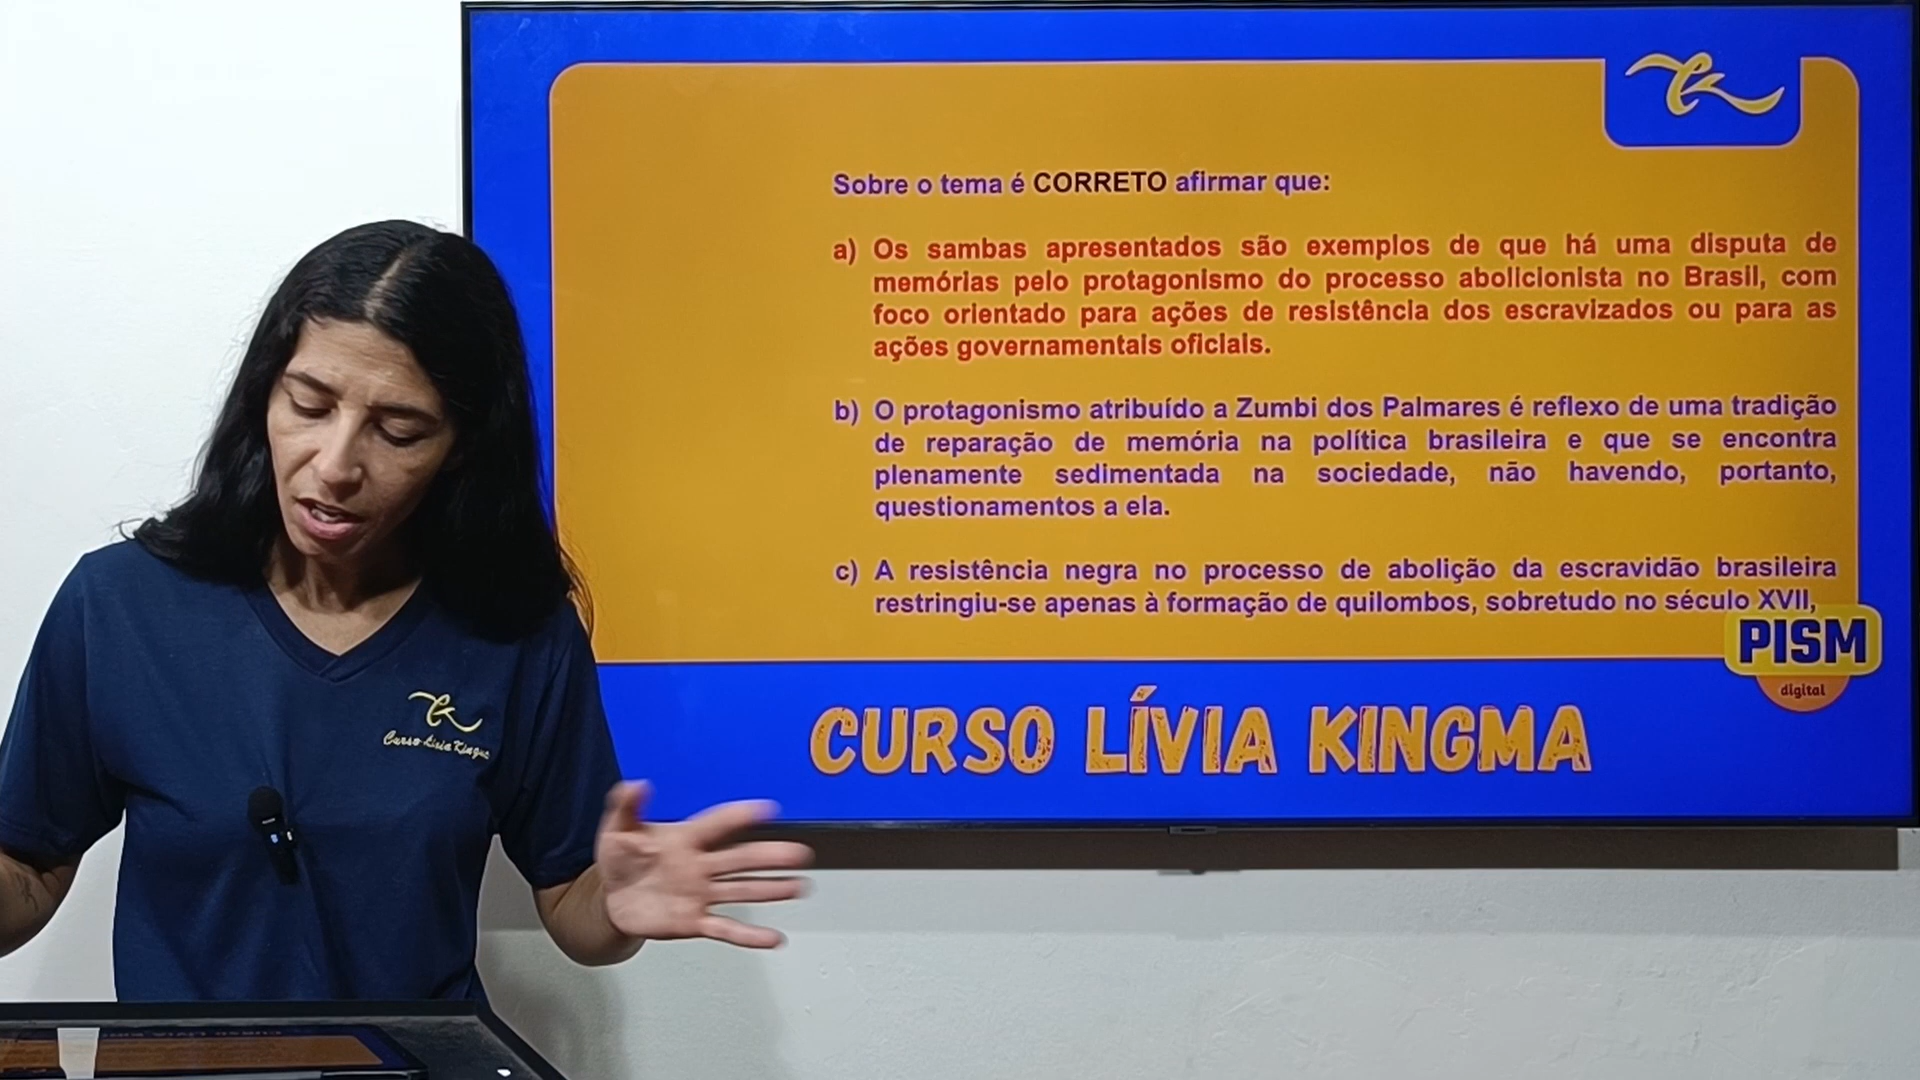 Sobre o tema é CORRETO afirmar que:
a) Os sambas apresentados são exemplos de que há uma disputa de
memórias pelo protagonismo do processo abolicionista no Brasil, com
foco orientado para ações de resistência dos escravizados ou para as
ações governamentais oficiais.
b) O protagonismo atribuído a Zumbi dos Palmares é reflexo de uma tradição
de reparação de memória na política brasileira e que se encontra
plenamente sedimentada na sociedade, não havendo, portanto,
questionamentos a ela.
c) A resistência negra no processo de abolição da escravidão brasileira
restringiu-se apenas à formação de quilombos, sobretudo no século XVII,
PISM
digital
CURSO LÍVIA KINGMA
Curso Lívia Kingma